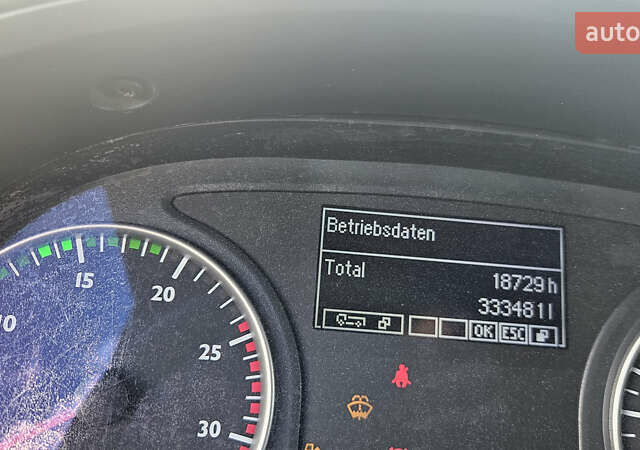 auto
Betriebsdaten
Total
18729 h
333481 l
OK ESC
10
15
20
25
30